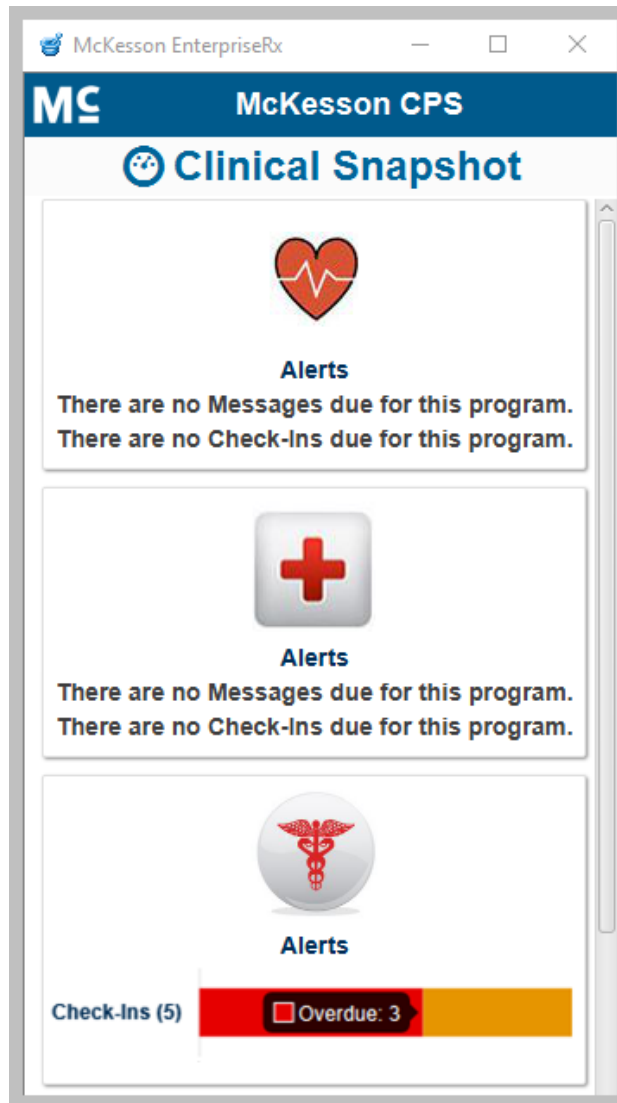 McKesson EnterpriseRx
MC
McKesson CPS
Clinical Snapshot
Alerts
There are no Messages due for this program.
There are no Check-Ins due for this program.
Alerts
There are no Messages due for this program.
There are no Check-Ins due for this program.
Alerts
Check-Ins (5)
Overdue: 3